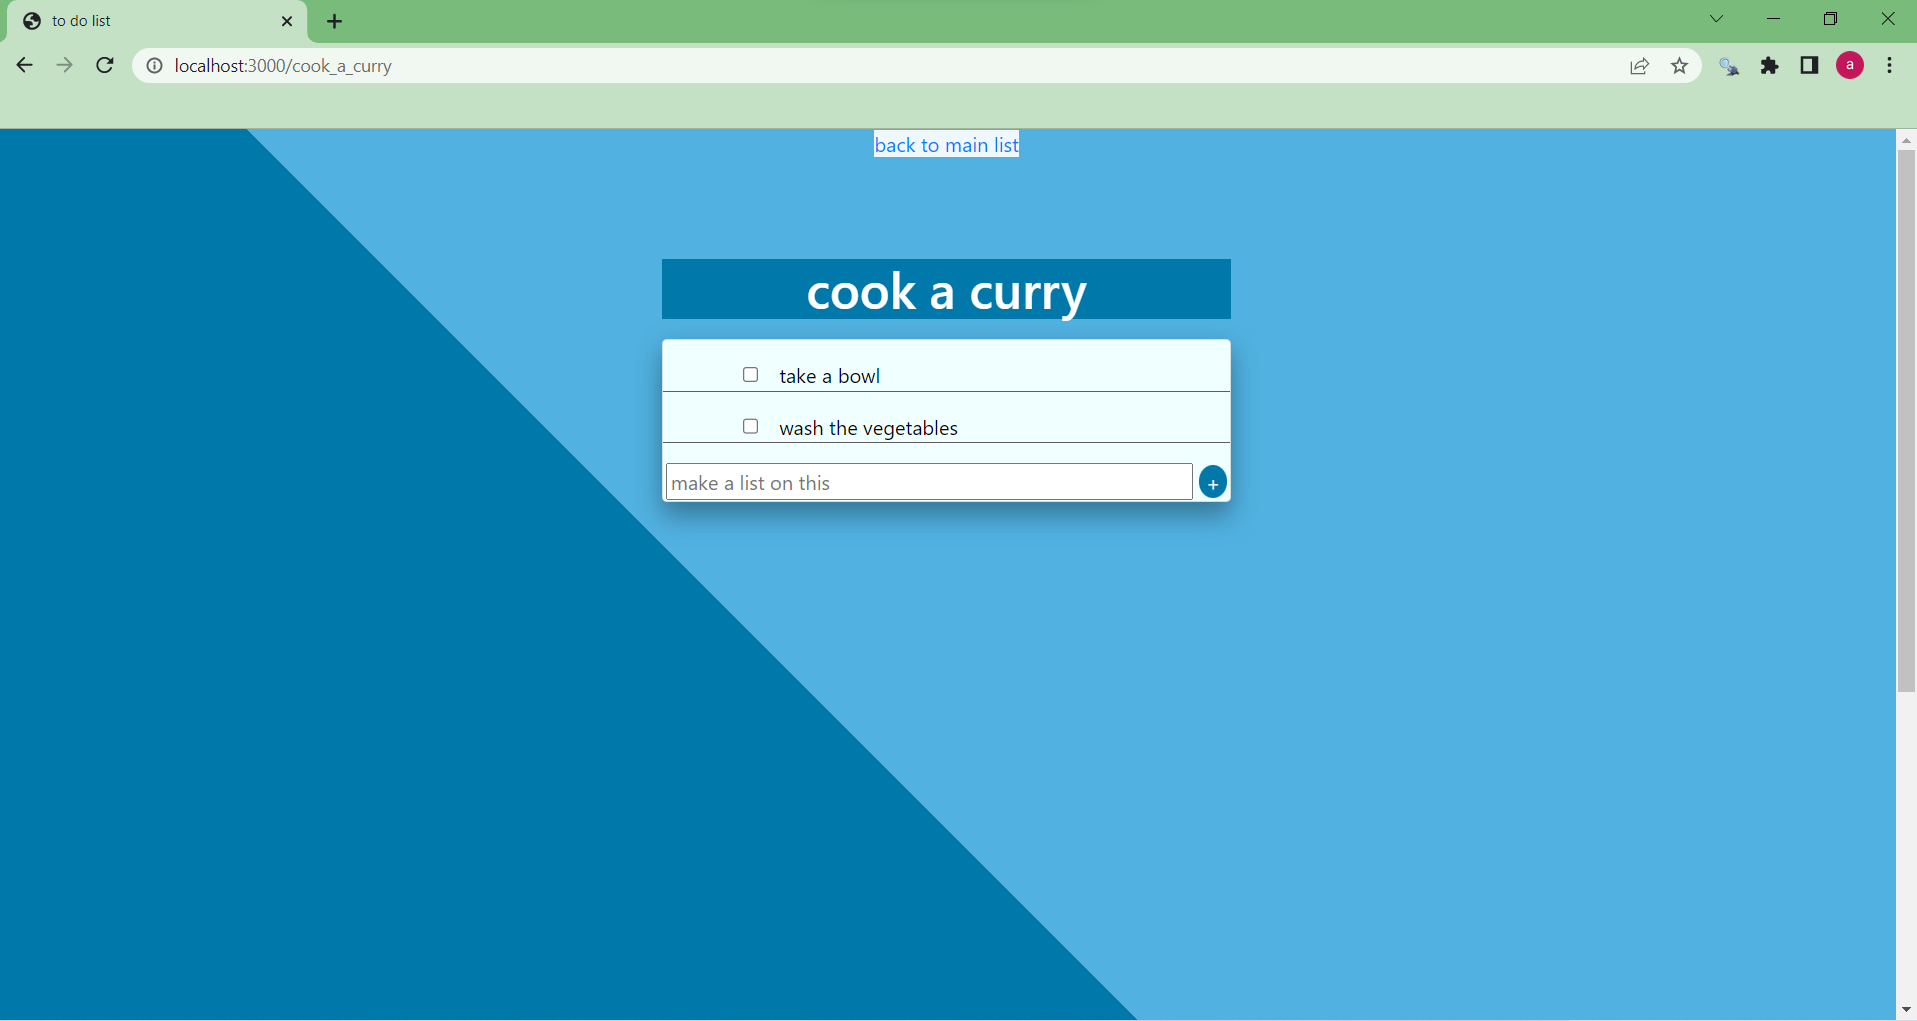 to do list
localhost:3000/cook_a_curry
a
back to main list
cook a curry
take a bowl
wash the vegetables
make a list on this
+